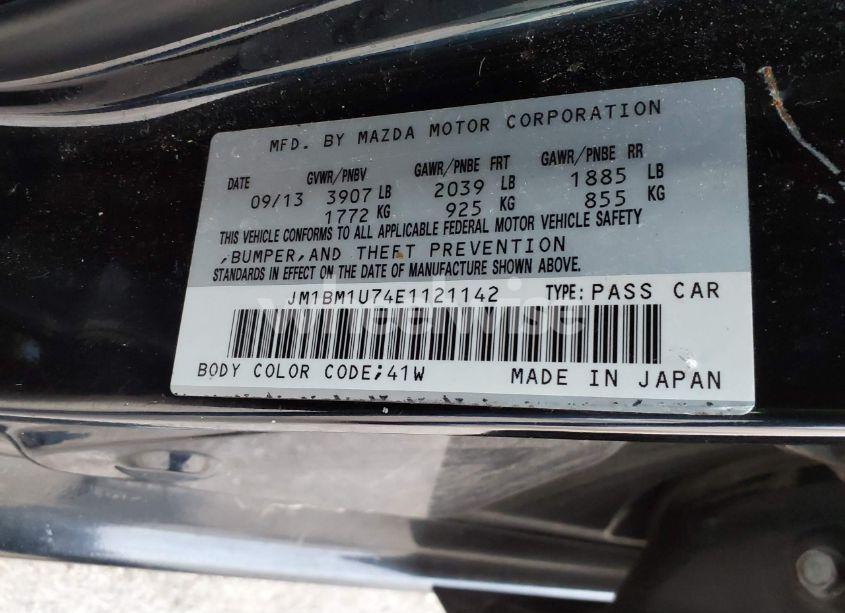 MFD. BY MAZDA MOTOR CORPORATION
DATE GVWR/PNBV GAWR/PNBE FRT GAWR/PNBE RR
09/13 3907 LB 2039 LB 1885 LB
1772 KG 925 KG 855 KG
THIS VEHICLE CONFORMS TO ALL APPLICABLE FEDERAL MOTOR VEHICLE SAFETY
,BUMPER,AND THEFT PREVENTION
STANDARDS IN EFFECT ON THE DATE OF MANUFACTURE SHOWN ABOVE.
JM1BM1U74E1121142 TYPE: PASS CAR
wheelwise
BODY COLOR CODE;41W MADE IN JAPAN